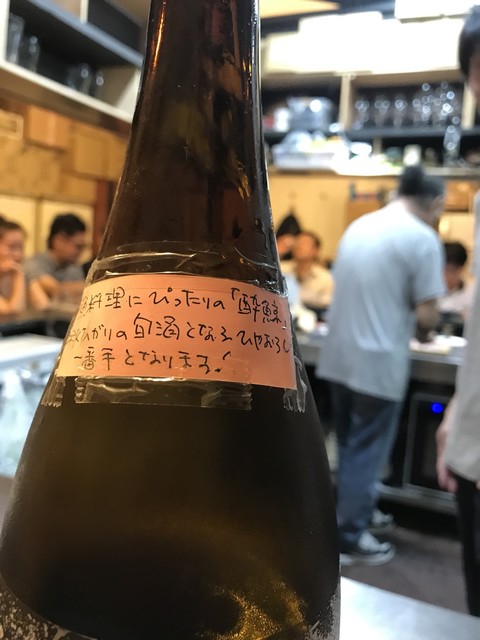 料理にぴったりの「酔鯨」
あがりの旬酒となるひやおろし
一番手となります!